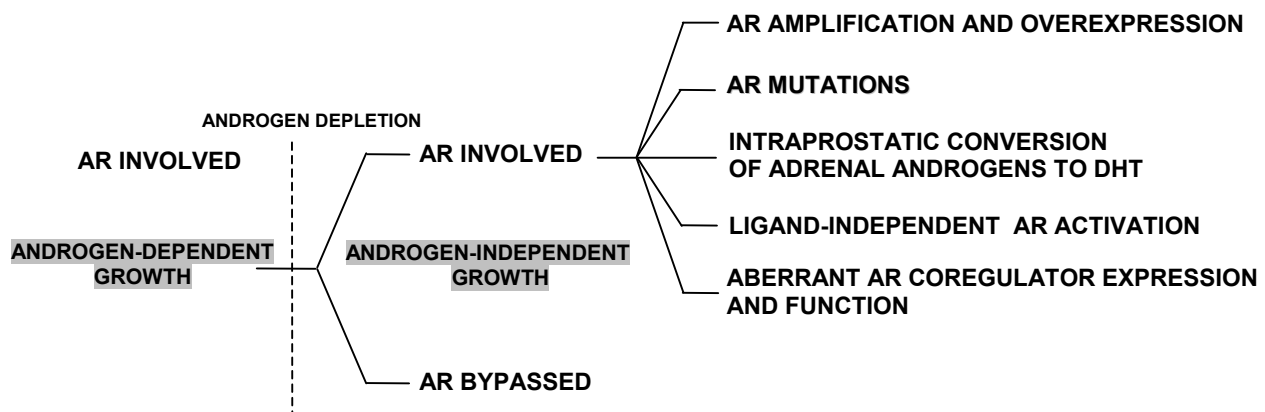 ANDROGEN DEPLETION
AR INVOLVED
ANDROGEN-DEPENDENT
GROWTH
AR INVOLVED
ANDROGEN-INDEPENDENT
GROWTH
AR BYPASSED
AR AMPLIFICATION AND OVEREXPRESSION
AR MUTATIONS
INTRAPROSTATIC CONVERSION
OF ADRENAL ANDROGENS TO DHT
LIGAND-INDEPENDENT AR ACTIVATION
ABERRANT AR COREGULATOR EXPRESSION
AND FUNCTION